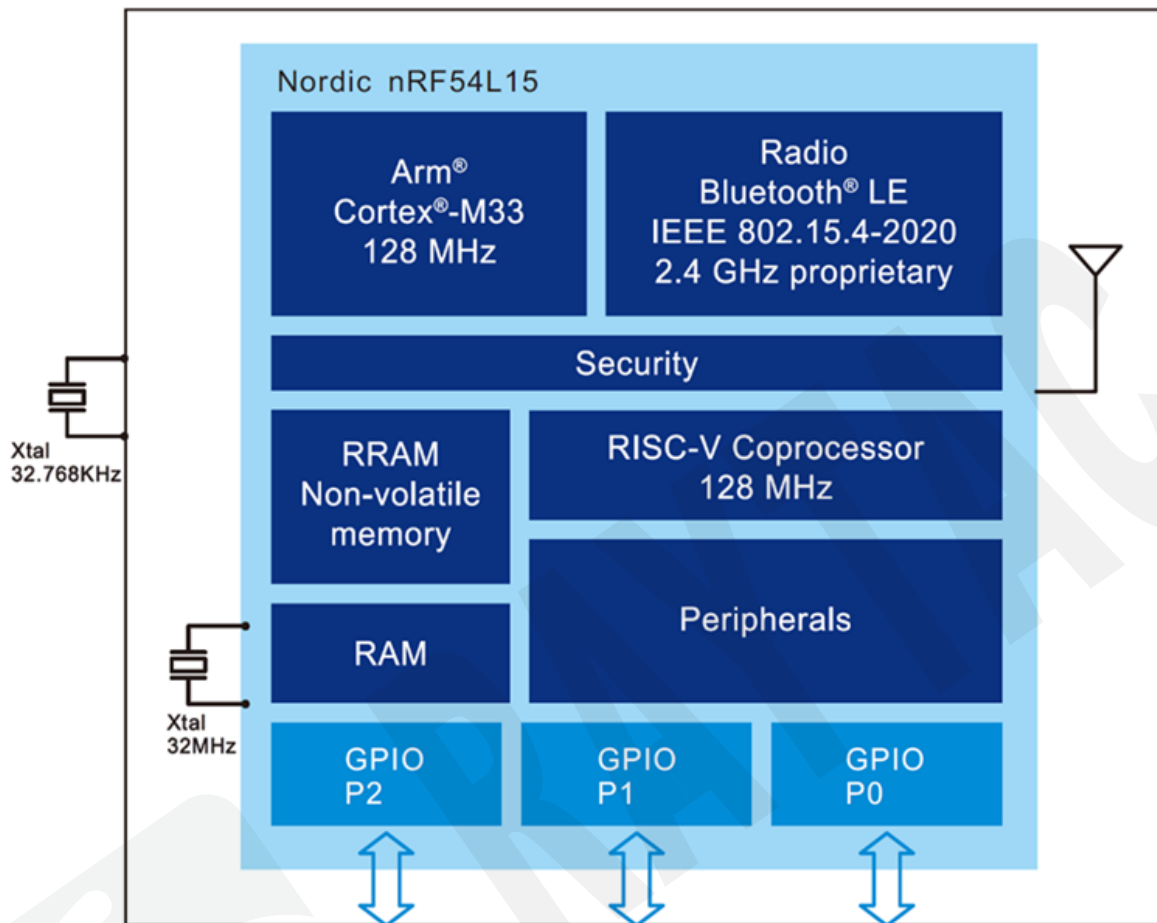 Nordic nRF54L15
Arm®
Cortex®-M33
128 MHz
Radio
Bluetooth® LE
IEEE 802.15.4-2020
2.4 GHz proprietary
Security
Xtal
32.768KHz
RRAM
Non-volatile
memory
RISC-V Coprocessor
128 MHz
RAM
Peripherals
Xtal
32MHz
GPIO
P2
GPIO
P1
GPIO
P0
RAYTAC